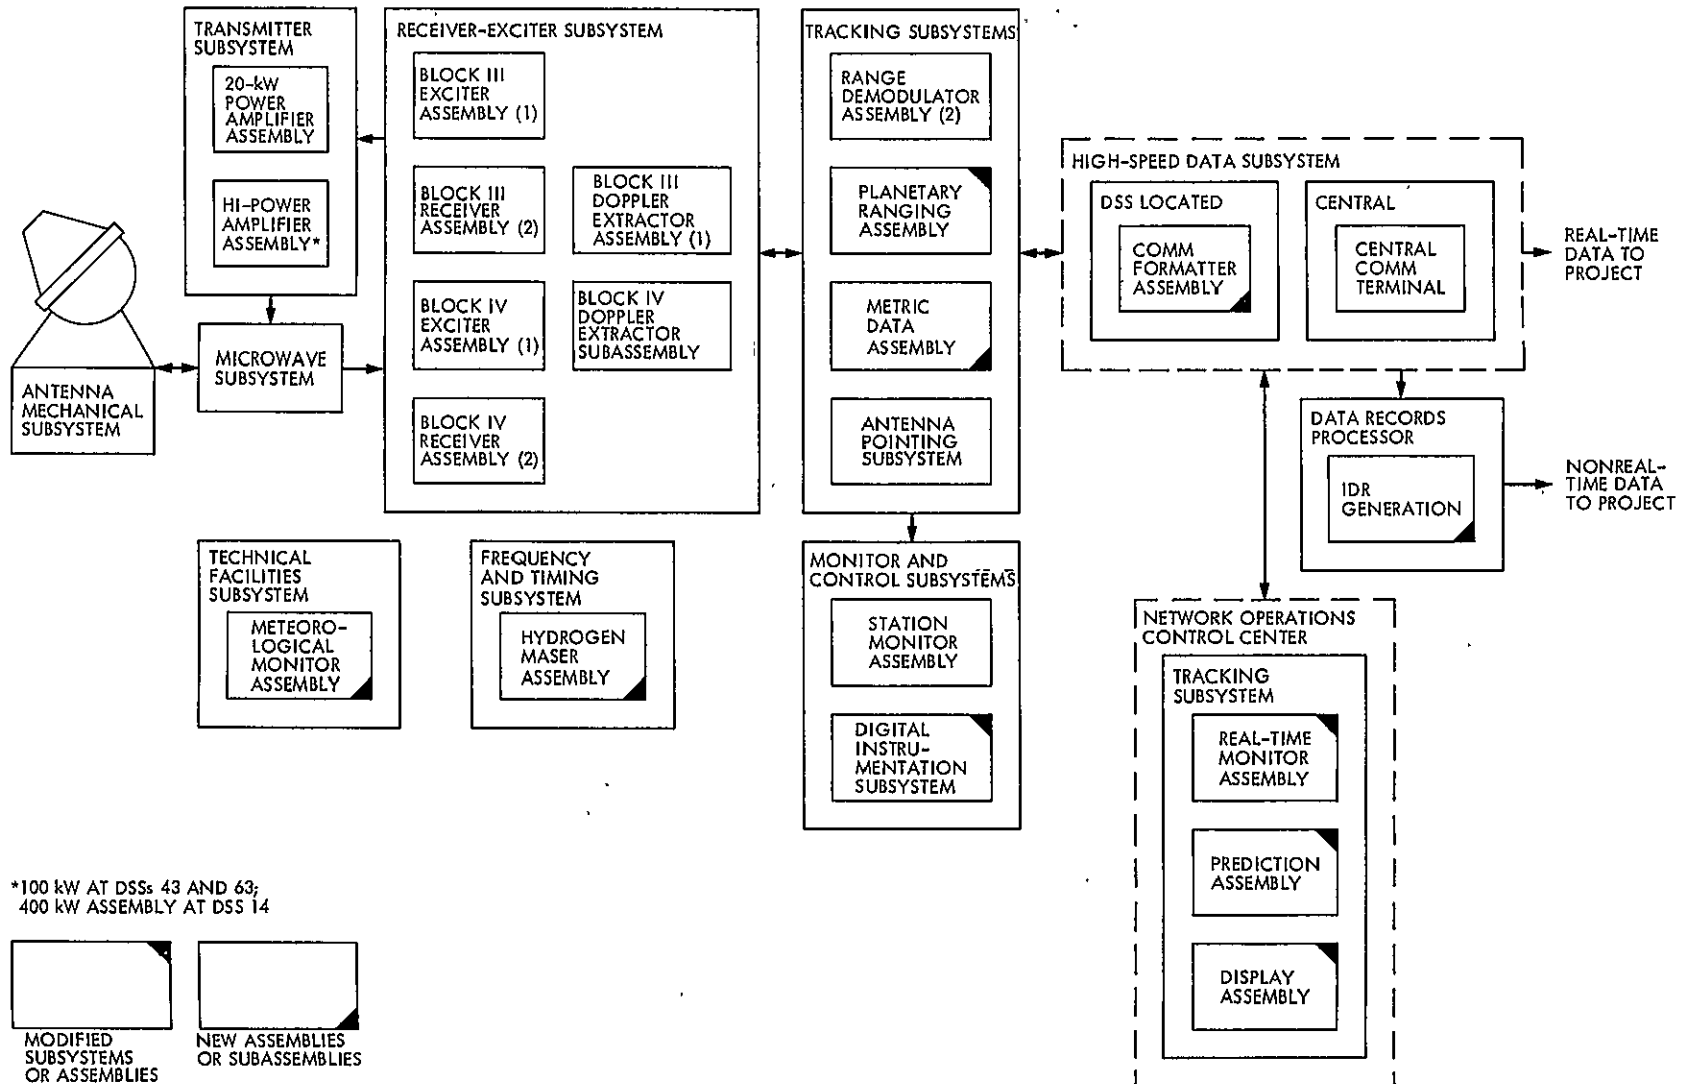 TRANSMITTER
SUBSYSTEM
20-kW
POWER
AMPLIFIER
ASSEMBLY
HI-POWER
AMPLIFIER
ASSEMBLY*
RECEIVER-EXCITER SUBSYSTEM
BLOCK III
EXCITER
ASSEMBLY (1)
BLOCK III
RECEIVER
ASSEMBLY (2)
BLOCK III
DOPPLER
EXTRACTOR
ASSEMBLY (1)
BLOCK IV
EXCITER
ASSEMBLY (1)
BLOCK IV
DOPPLER
EXTRACTOR
SUBASSEMBLY
BLOCK IV
RECEIVER
ASSEMBLY (2)
TRACKING SUBSYSTEMS
RANGE
DEMODULATOR
ASSEMBLY (2)
PLANETARY
RANGING
ASSEMBLY
METRIC
DATA
ASSEMBLY
ANTENNA
POINTING
SUBSYSTEM
HIGH-SPEED DATA SUBSYSTEM
DSS LOCATED
COMM
FORMATTER
ASSEMBLY
CENTRAL
CENTRAL
COMM
TERMINAL
REAL-TIME
DATA TO
PROJECT
ANTENNA
MECHANICAL
SUBSYSTEM
MICROWAVE
SUBSYSTEM
DATA RECORDS
PROCESSOR
IDR
GENERATION
NONREAL-
TIME DATA
TO PROJECT
TECHNICAL
FACILITIES
SUBSYSTEM
METEORO-
LOGICAL
MONITOR
ASSEMBLY
FREQUENCY
AND TIMING
SUBSYSTEM
HYDROGEN
MASER
ASSEMBLY
MONITOR AND
CONTROL SUBSYSTEMS
STATION
MONITOR
ASSEMBLY
DIGITAL
INSTRU-
MENTATION
SUBSYSTEM
NETWORK OPERATIONS
CONTROL CENTER
TRACKING
SUBSYSTEM
REAL-TIME
MONITOR
ASSEMBLY
PREDICTION
ASSEMBLY
DISPLAY
ASSEMBLY
*100 kW AT DSSs 43 AND 63;
400 kW ASSEMBLY AT DSS 14
MODIFIED
SUBSYSTEMS
OR ASSEMBLIES
NEW ASSEMBLIES
OR SUBASSEMBLIES